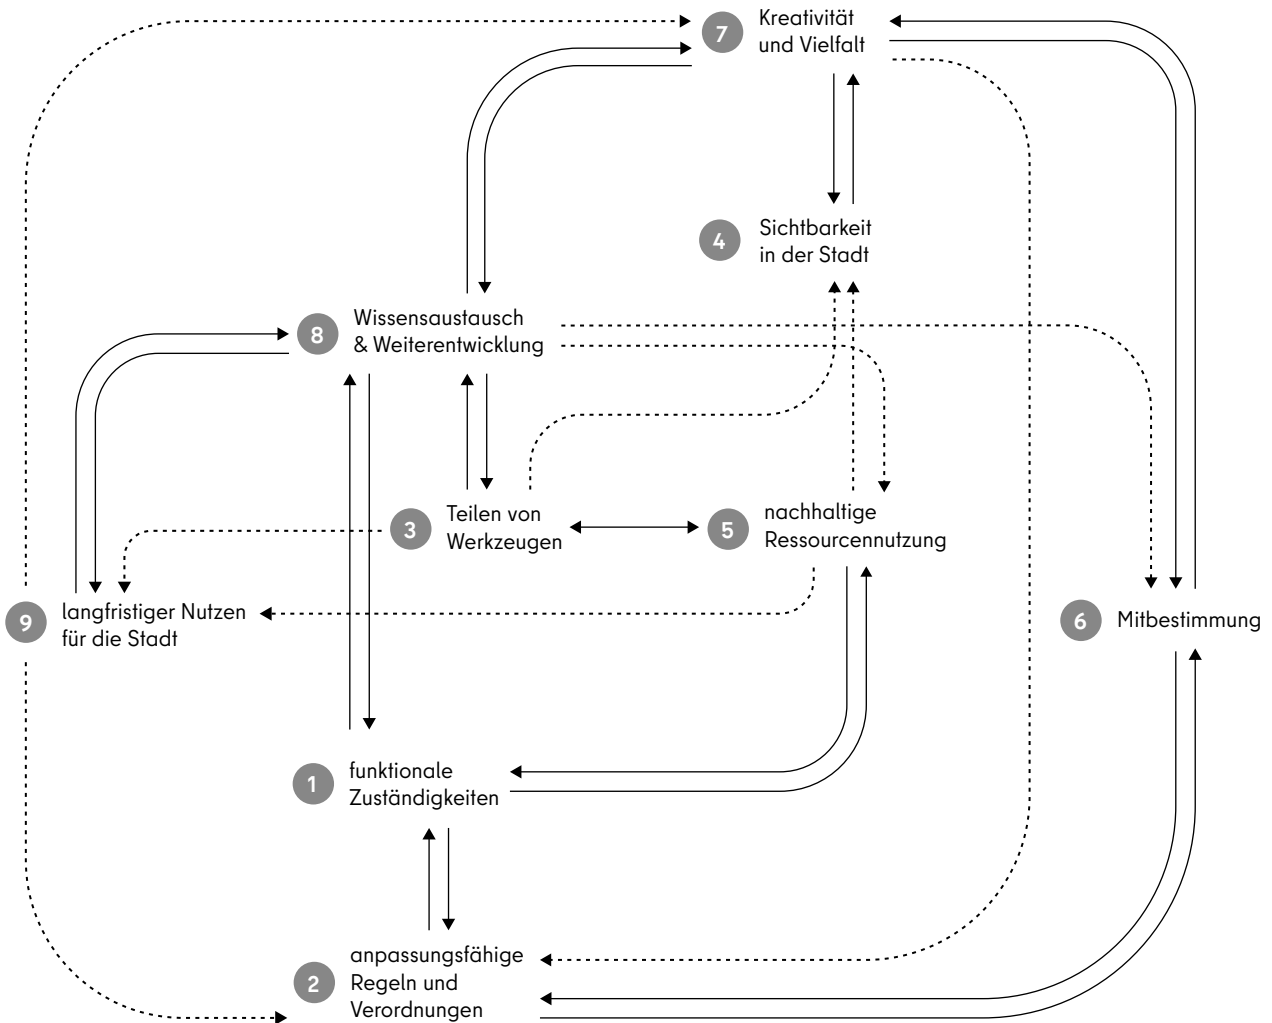 7
Kreativität
und Vielfalt
4
Sichtbarkeit
in der Stadt
8
Wissensaustausch
& Weiterentwicklung
3
Teilen von
Werkzeugen
5
nachhaltige
Ressourcennutzung
9
langfristiger Nutzen
für die Stadt
6
Mitbestimmung
1
funktionale
Zuständigkeiten
2
anpassungsfähige
Regeln und
Verordnungen